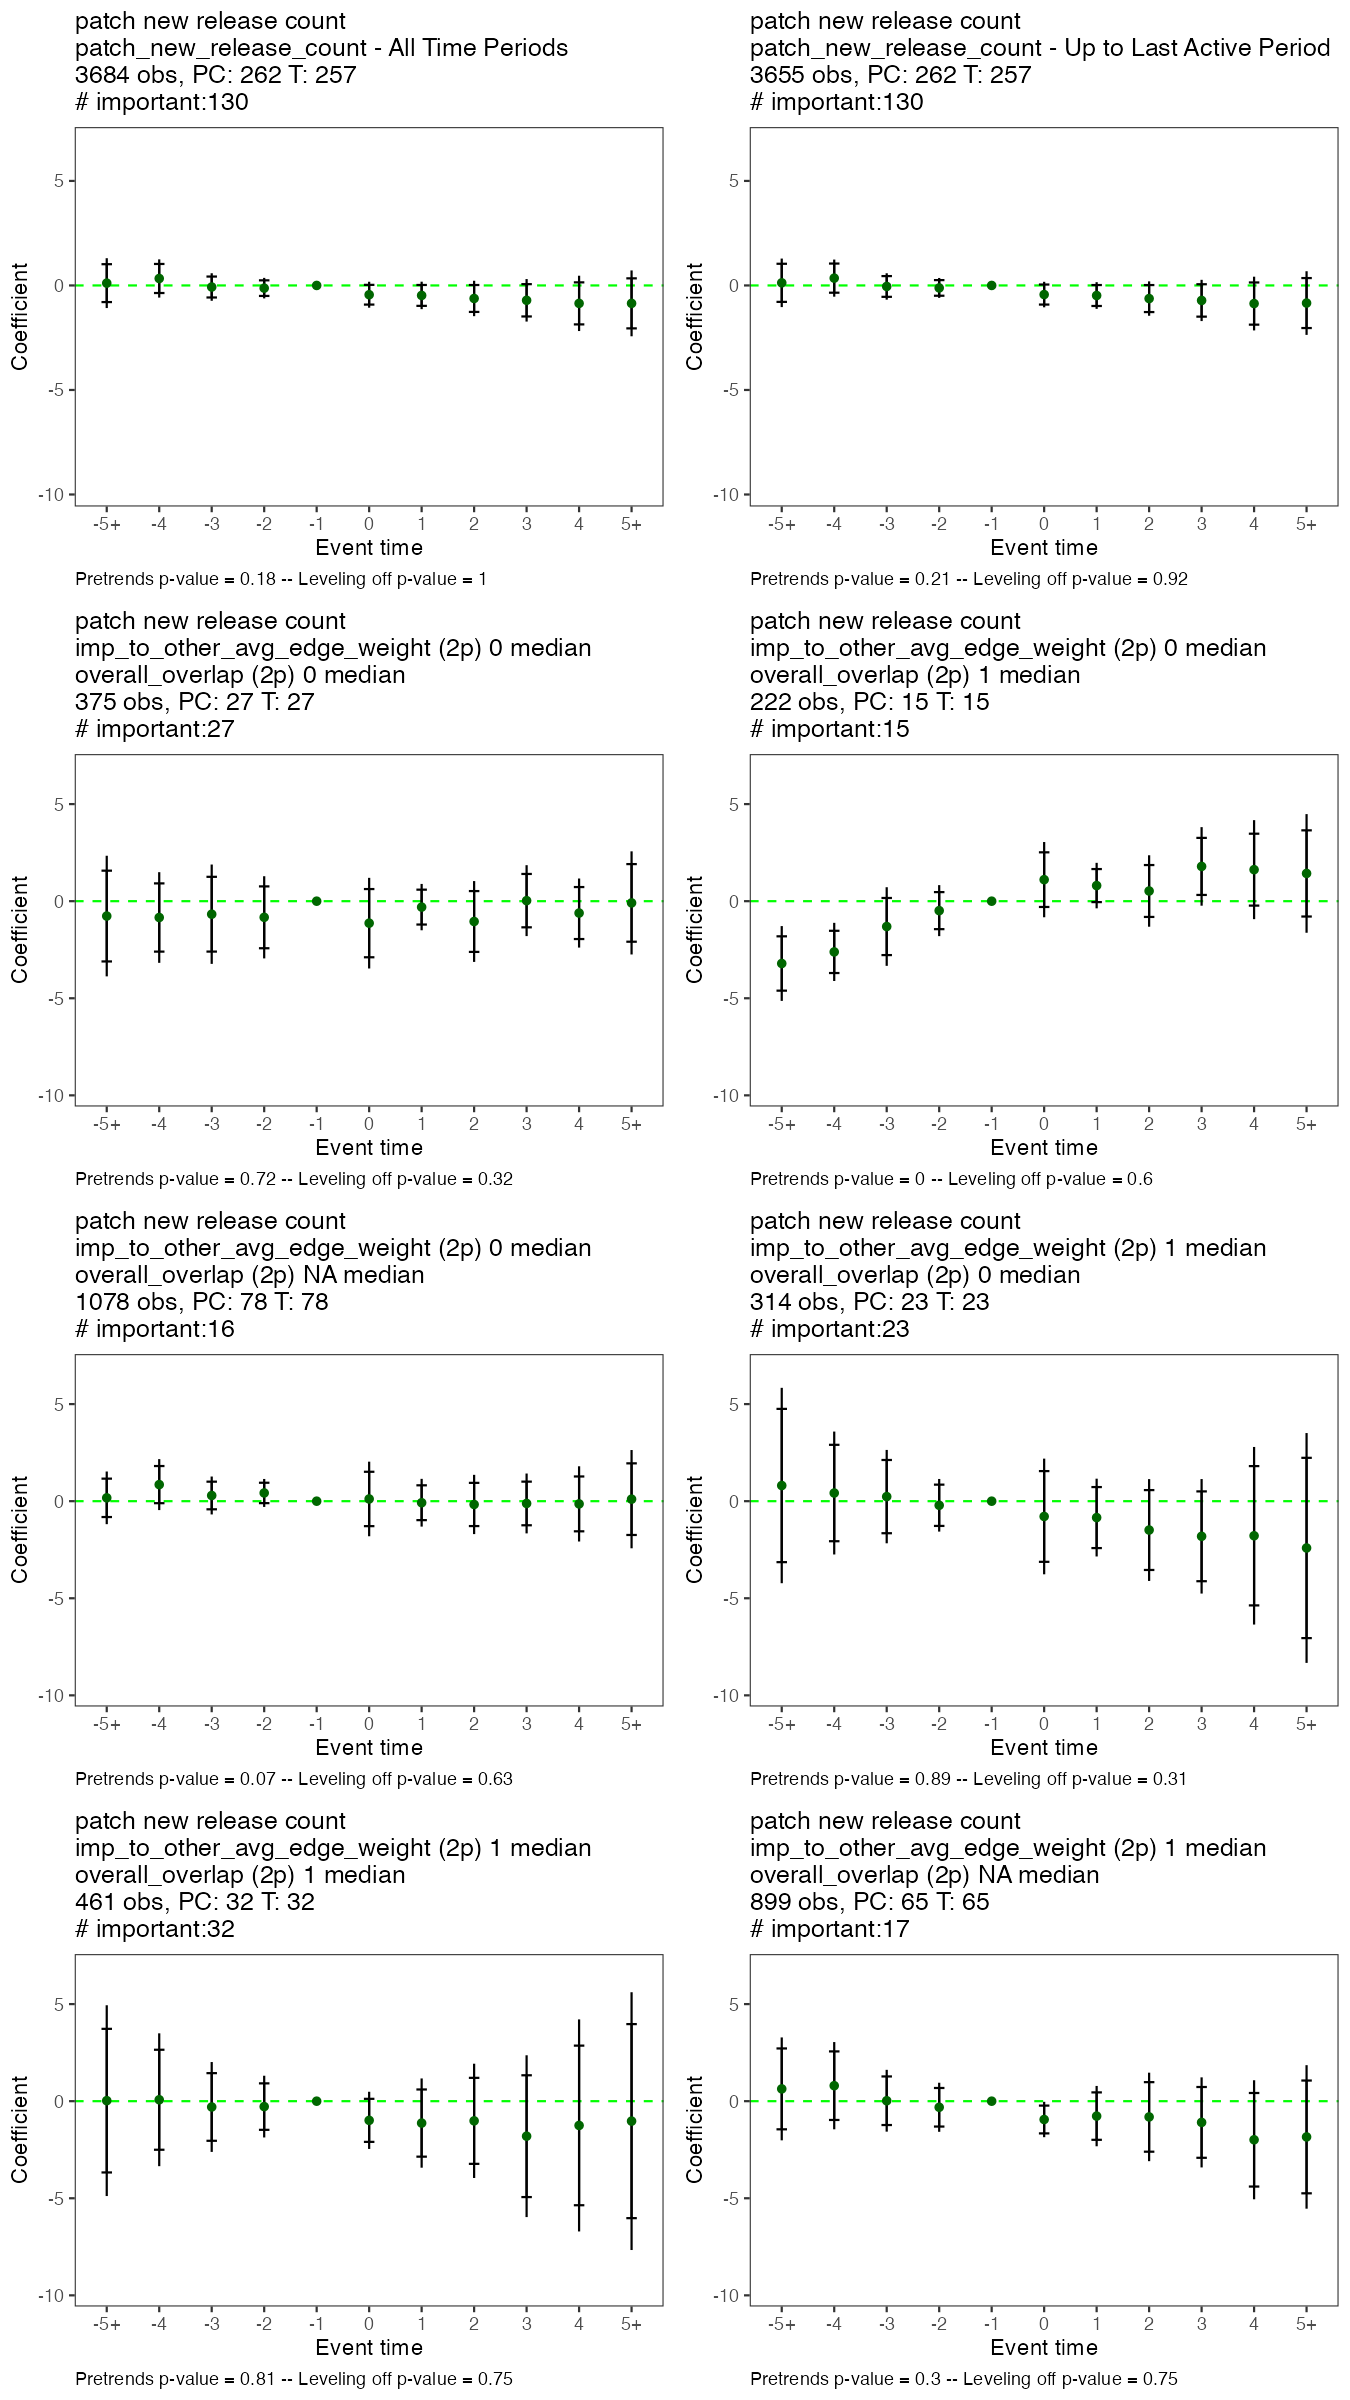 patch new release count
patch_new_release_count - All Time Periods
3684 obs, PC: 262 T: 257
# important:130
5
0
-5
-10
Coefficient
-5+ -4 -3 -2 -1 0 1 2 3 4 5+
Event time
Pretrends p-value = 0.18 -- Leveling off p-value = 1
patch new release count
patch_new_release_count - Up to Last Active Period
3655 obs, PC: 262 T: 257
# important:130
5
0
-5
-10
Coefficient
-5+ -4 -3 -2 -1 0 1 2 3 4 5+
Event time
Pretrends p-value = 0.21 -- Leveling off p-value = 0.92
patch new release count
imp_to_other_avg_edge_weight (2p) 0 median
overall_overlap (2p) 0 median
375 obs, PC: 27 T: 27
# important:27
5
0
-5
-10
Coefficient
-5+ -4 -3 -2 -1 0 1 2 3 4 5+
Event time
Pretrends p-value = 0.72 -- Leveling off p-value = 0.32
patch new release count
imp_to_other_avg_edge_weight (2p) 0 median
overall_overlap (2p) 1 median
222 obs, PC: 15 T: 15
# important:15
5
0
-5
-10
Coefficient
-5+ -4 -3 -2 -1 0 1 2 3 4 5+
Event time
Pretrends p-value = 0 -- Leveling off p-value = 0.6
patch new release count
imp_to_other_avg_edge_weight (2p) 0 median
overall_overlap (2p) NA median
1078 obs, PC: 78 T: 78
# important:16
5
0
-5
-10
Coefficient
-5+ -4 -3 -2 -1 0 1 2 3 4 5+
Event time
Pretrends p-value = 0.07 -- Leveling off p-value = 0.63
patch new release count
imp_to_other_avg_edge_weight (2p) 1 median
overall_overlap (2p) 0 median
314 obs, PC: 23 T: 23
# important:23
5
0
-5
-10
Coefficient
-5+ -4 -3 -2 -1 0 1 2 3 4 5+
Event time
Pretrends p-value = 0.89 -- Leveling off p-value = 0.31
patch new release count
imp_to_other_avg_edge_weight (2p) 1 median
overall_overlap (2p) 1 median
461 obs, PC: 32 T: 32
# important:32
5
0
-5
-10
Coefficient
-5+ -4 -3 -2 -1 0 1 2 3 4 5+
Event time
Pretrends p-value = 0.81 -- Leveling off p-value = 0.75
patch new release count
imp_to_other_avg_edge_weight (2p) 1 median
overall_overlap (2p) NA median
899 obs, PC: 65 T: 65
# important:17
5
0
-5
-10
Coefficient
-5+ -4 -3 -2 -1 0 1 2 3 4 5+
Event time
Pretrends p-value = 0.3 -- Leveling off p-value = 0.75